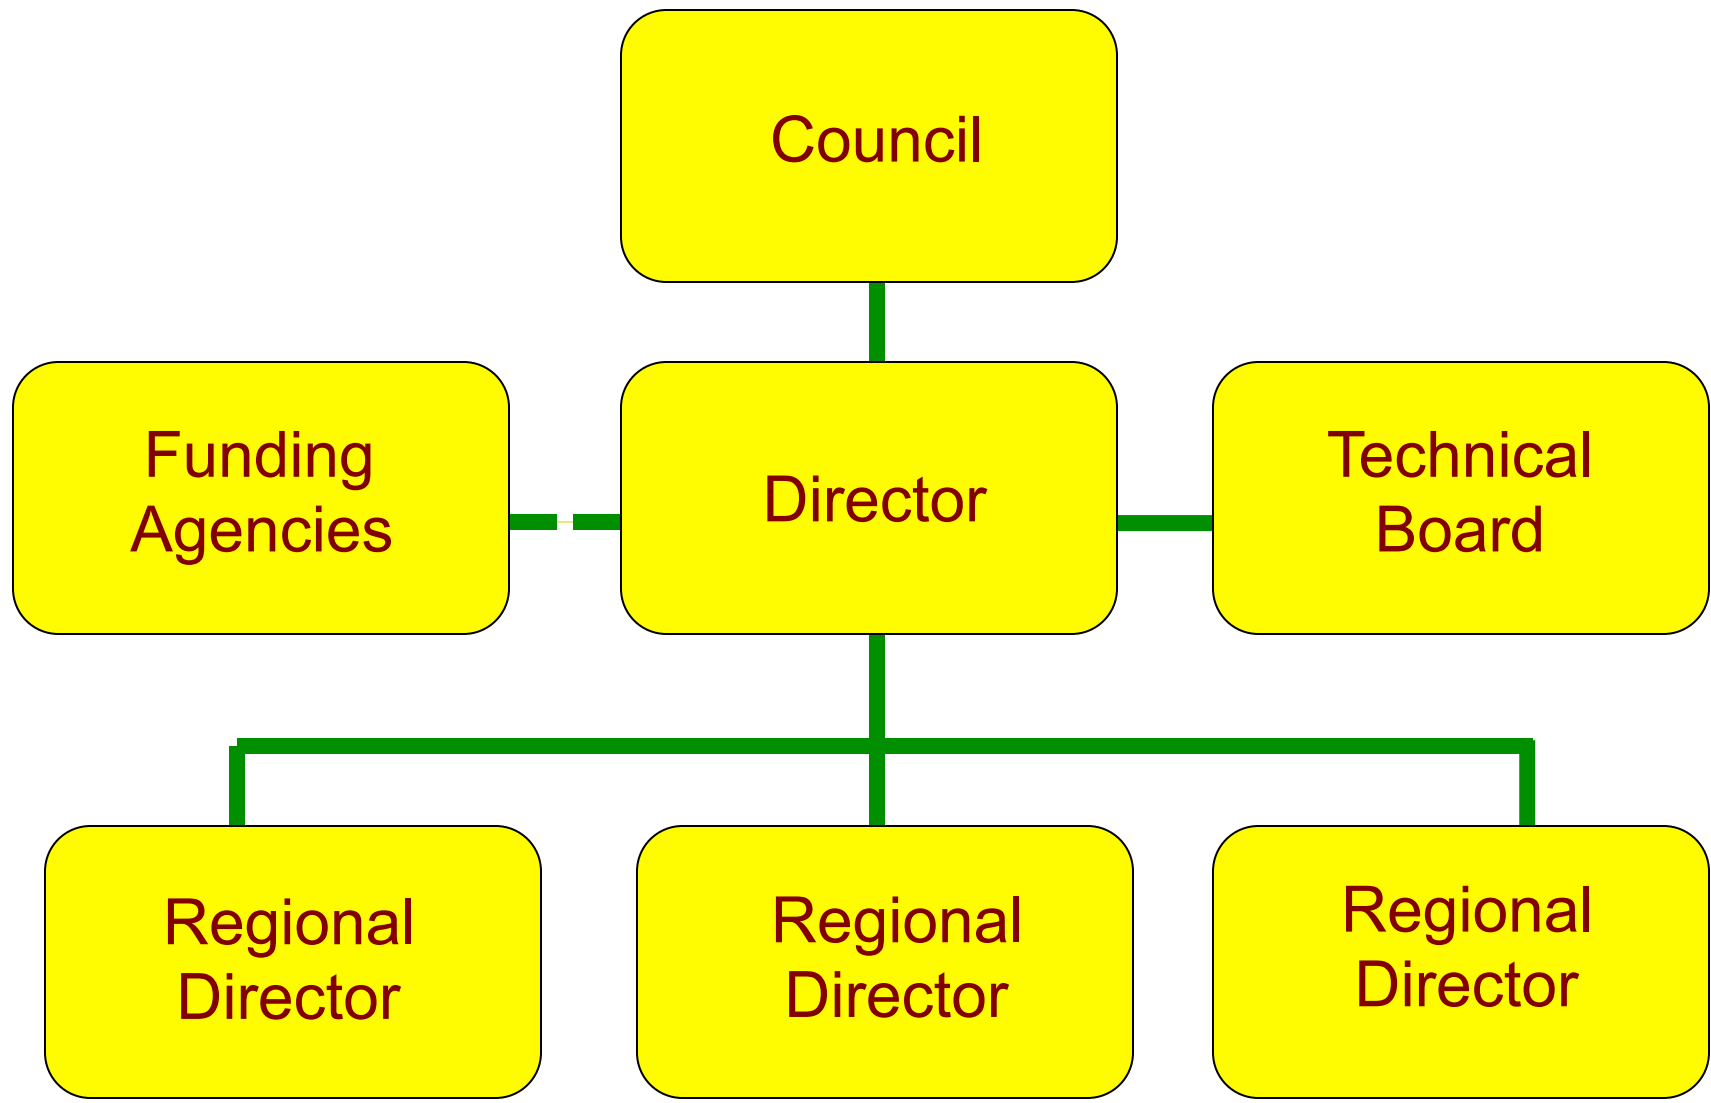 Council
Funding
Agencies
Director
Technical
Board
Regional
Director
Regional
Director
Regional
Director